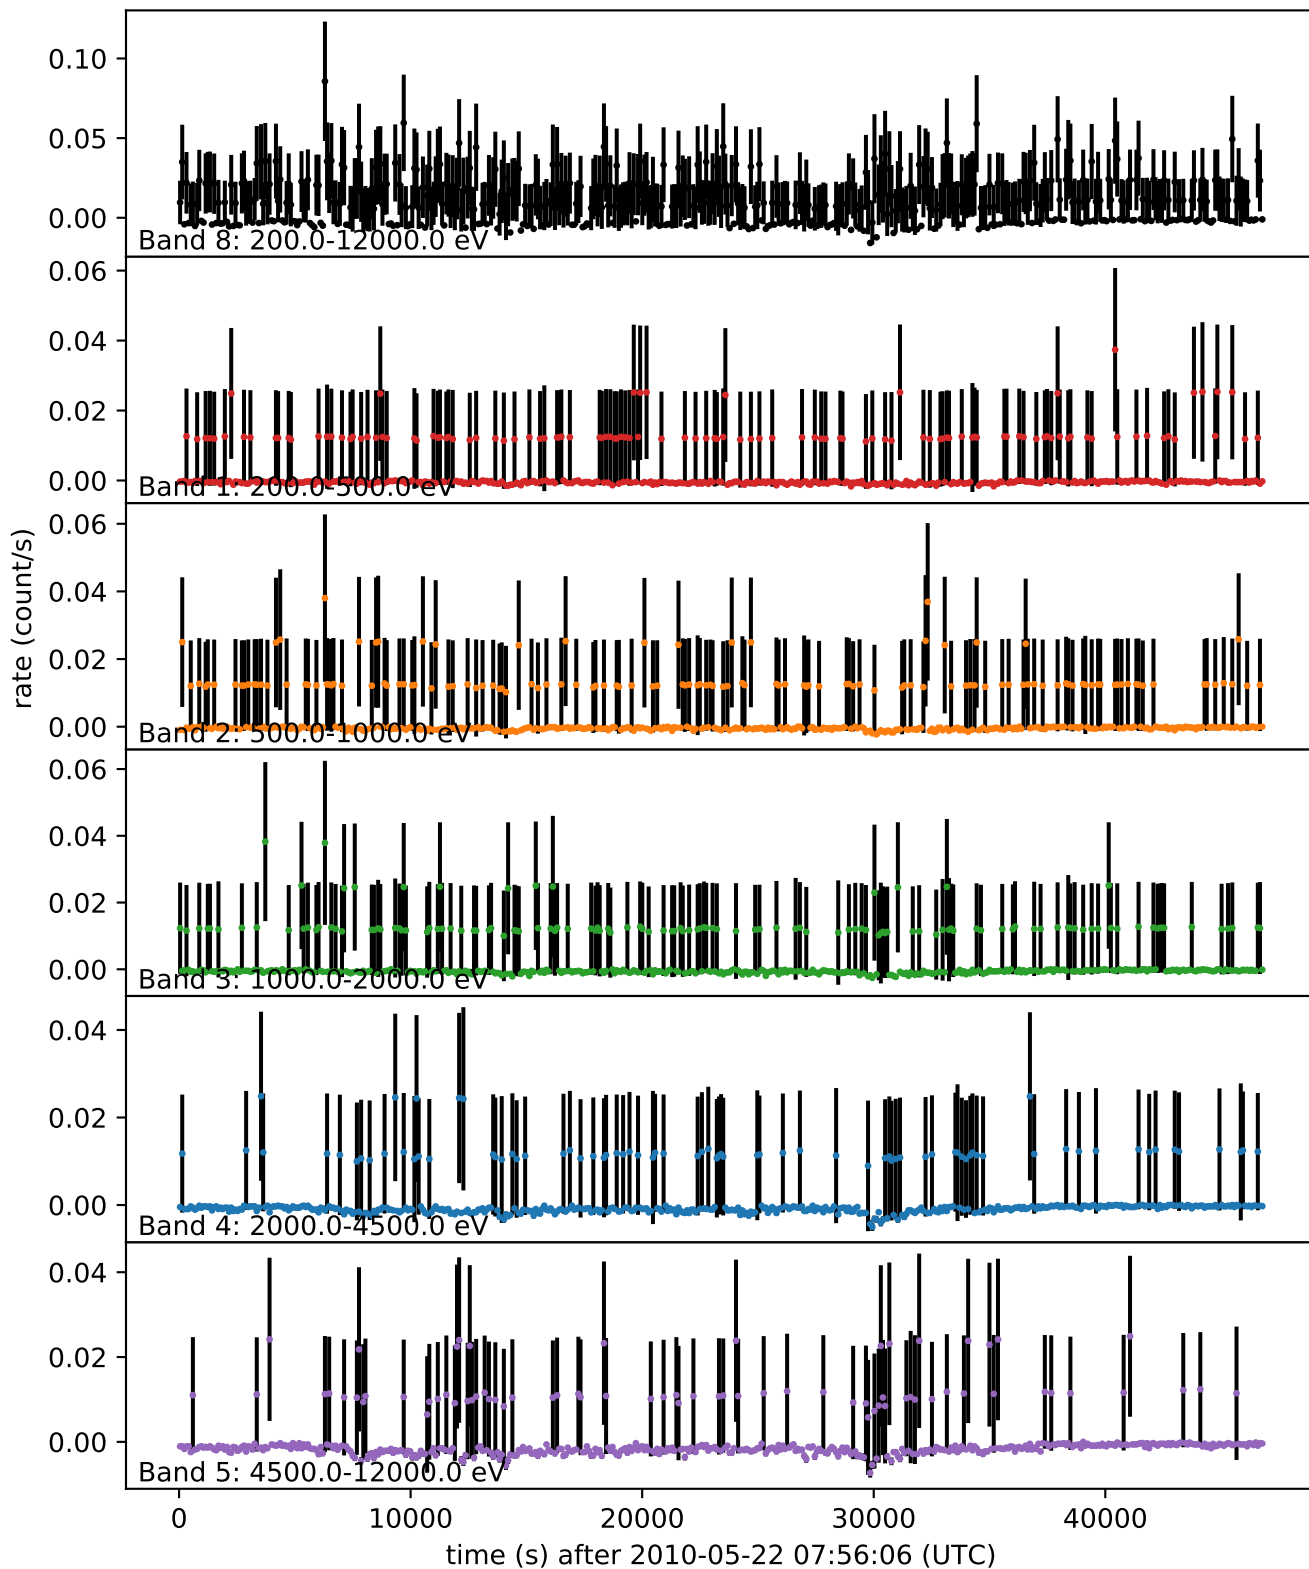 0.10
0.05
0.00
Band 8: 200.0-12000.0 eV
0.06
0.04
0.02
0.00
Band 1: 200.0-500.0 eV
0.06
0.04
0.02
0.00
Band 2: 500.0-1000.0 eV
rate (count/s)
0.06
0.04
0.02
0.00
Band 3: 1000.0-2000.0 eV
0.04
0.02
0.00
Band 4: 2000.0-4500.0 eV
0.04
0.02
0.00
Band 5: 4500.0-12000.0 eV
0 10000 20000 30000 40000
time (s) after 2010-05-22 07:56:06 (UTC)